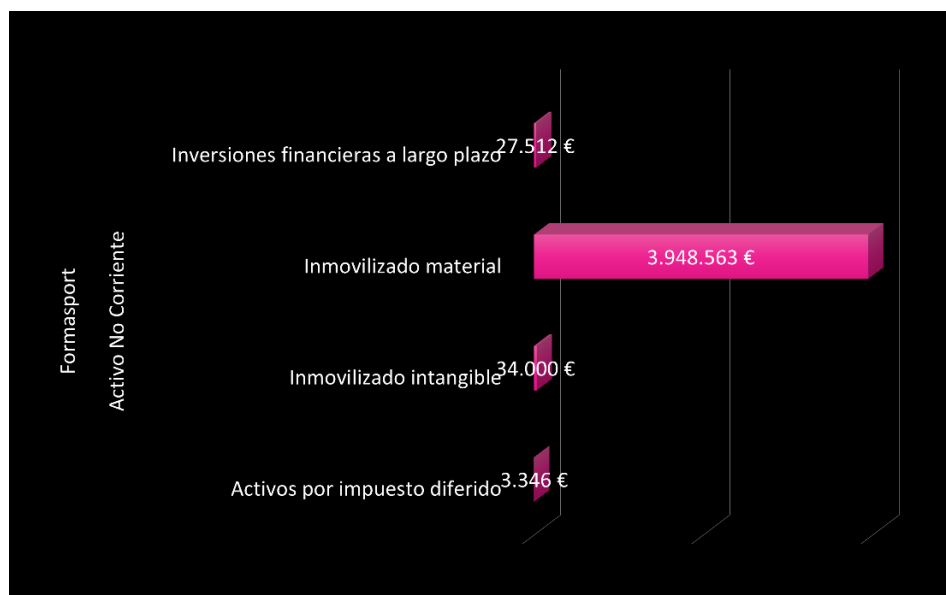 Formasport
Activo No Corriente
Inversiones financieras a largo plazo
27.512 €
Inmovilizado material
3.948.563 €
Inmovilizado intangible
34.000 €
Activos por impuesto diferido
3.346 €